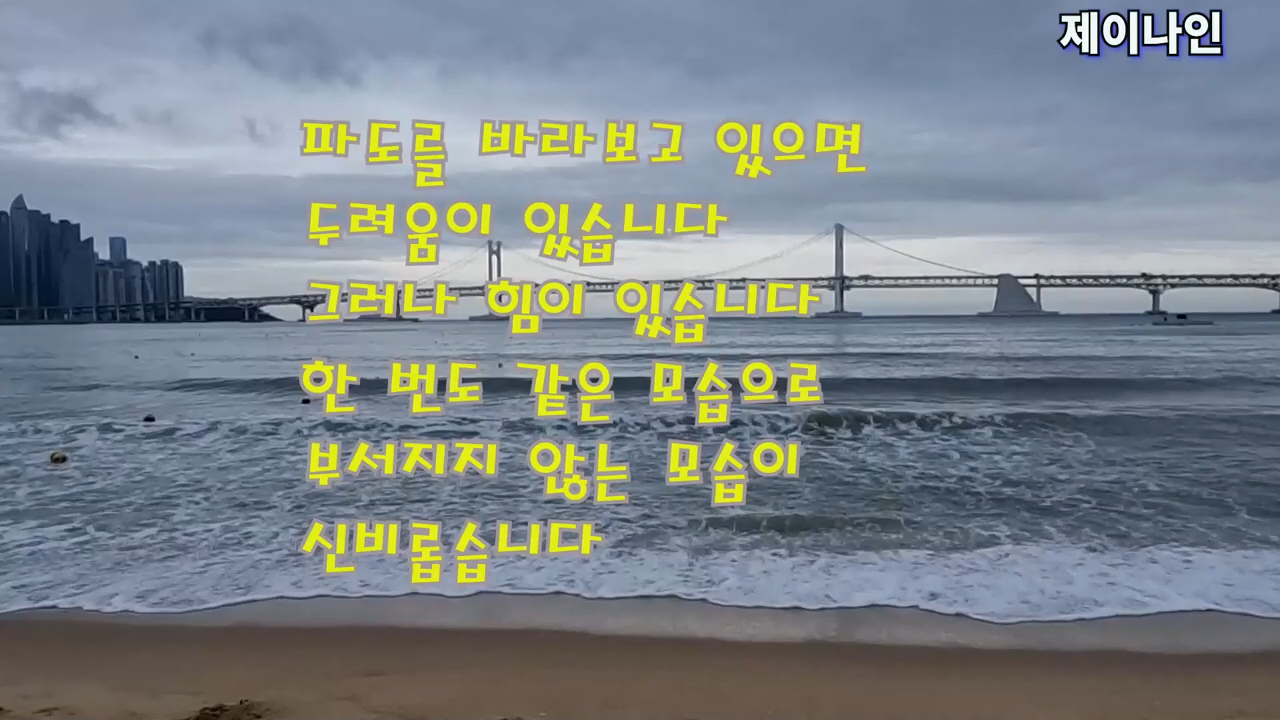 제이나인
파도를 바라보고 있으면
두려움이 있습니다
그러나 힘이 있습니다
한 번도 같은 모습으로
부서지지 않는 모습이
신비롭습니다